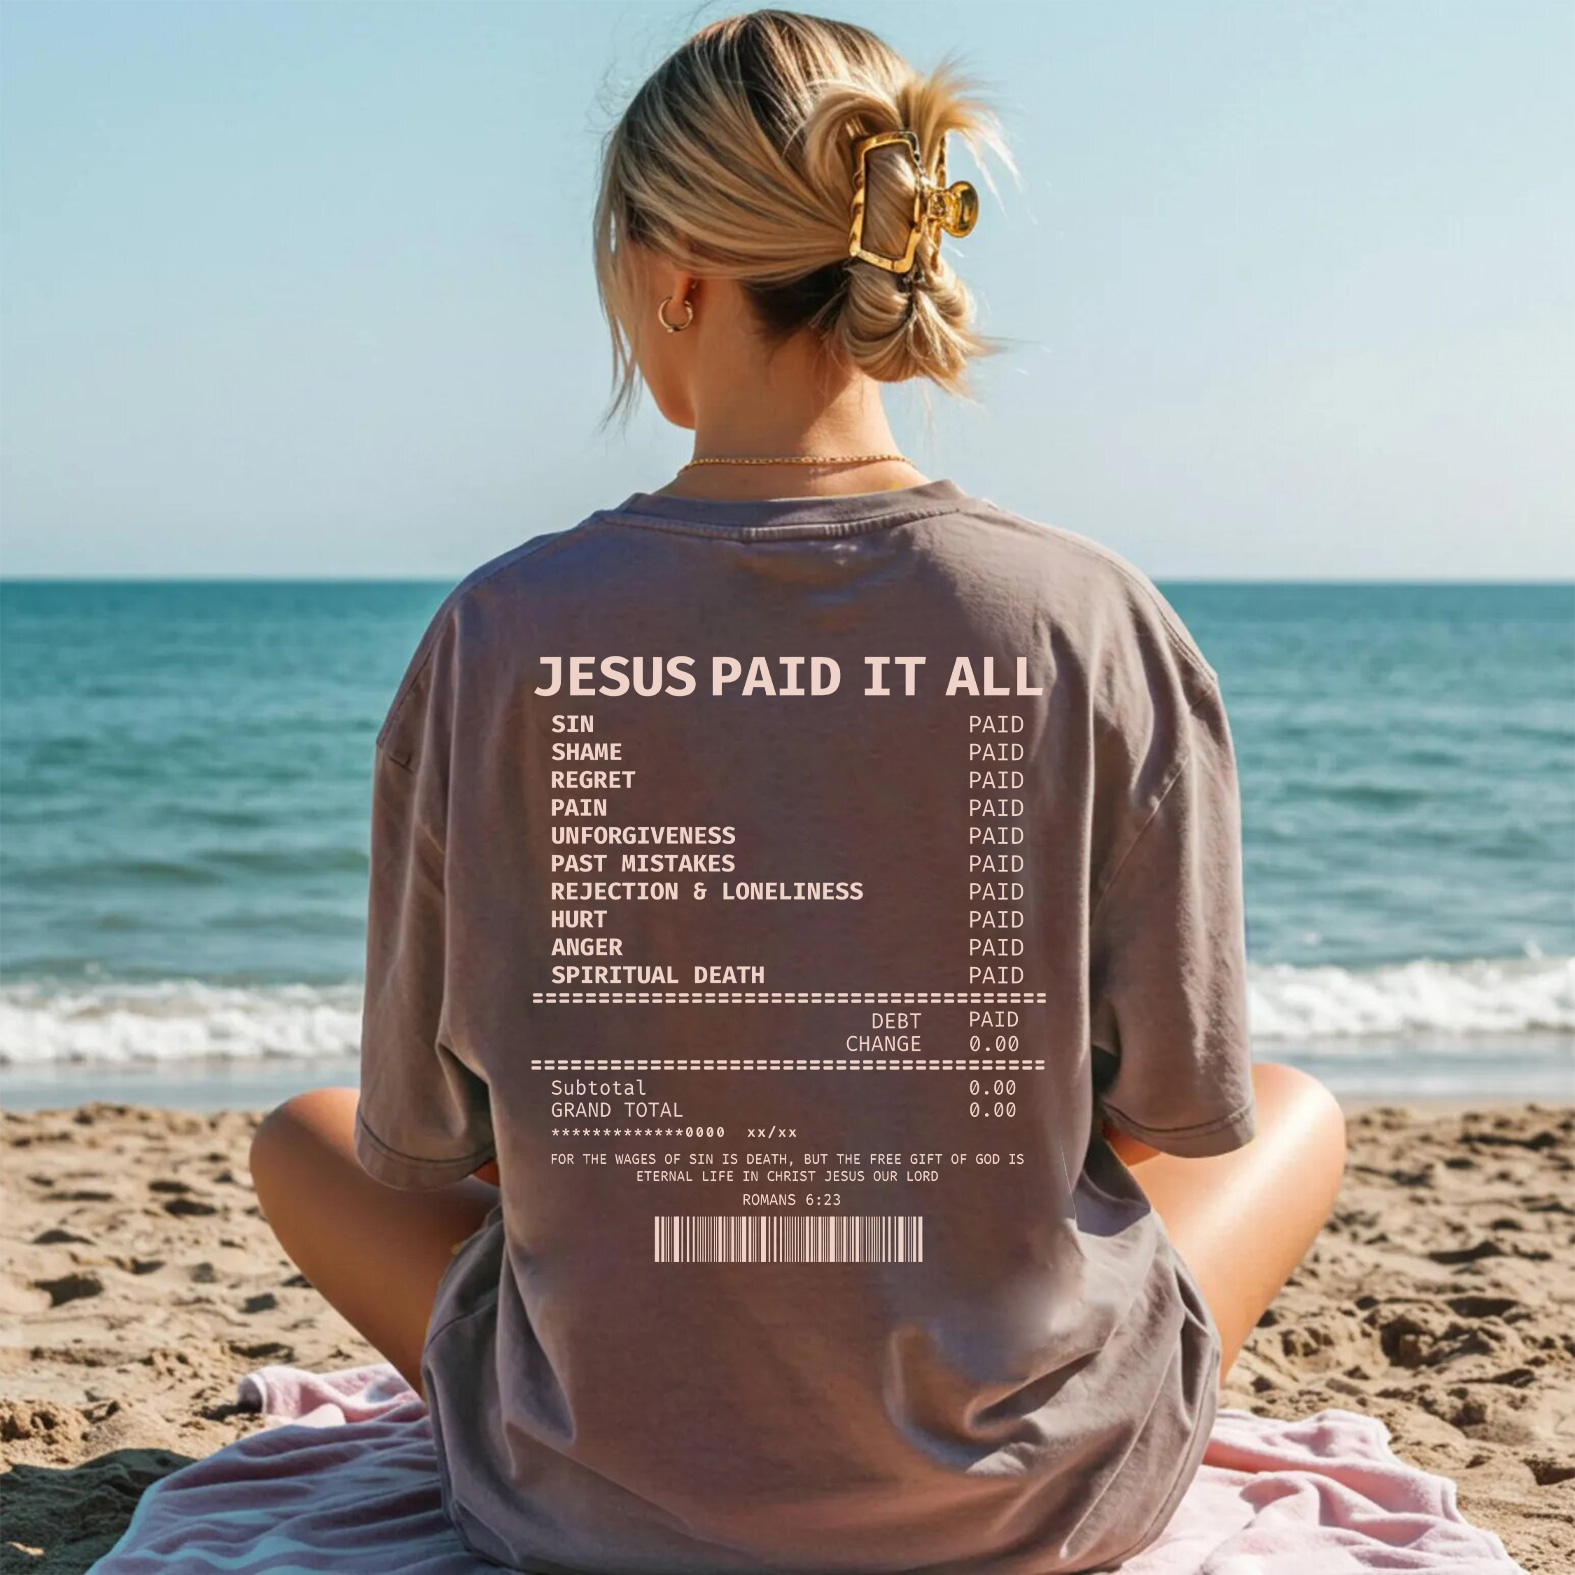 JESUS PAID IT ALL
SIN PAID
SHAME PAID
REGRET PAID
PAIN PAID
UNFORGIVENESS PAID
PAST MISTAKES PAID
REJECTION & LONELINESS PAID
HURT PAID
ANGER PAID
SPIRITUAL DEATH PAID
DEBT PAID
CHANGE 0.00
Subtotal 0.00
GRAND TOTAL 0.00
*************0000 xx/xx
FOR THE WAGES OF SIN IS DEATH, BUT THE FREE GIFT OF GOD IS
ETERNAL LIFE IN CHRIST JESUS OUR LORD
ROMANS 6:23